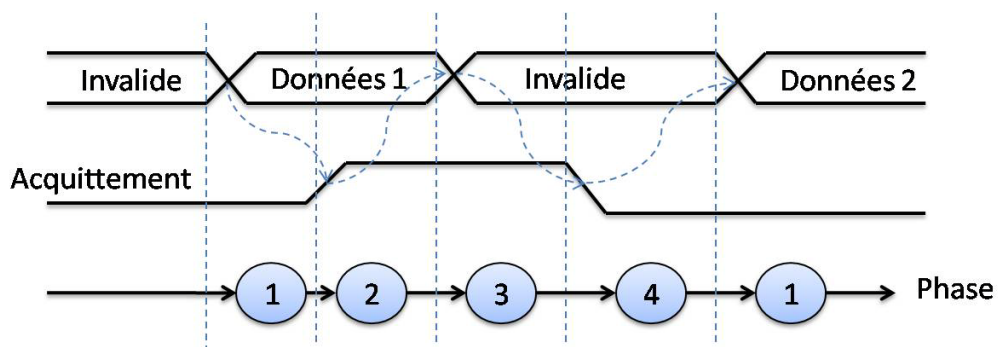 Invalide Données 1 Invalide Données 2
Acquittement
1 2 3 4 1 Phase